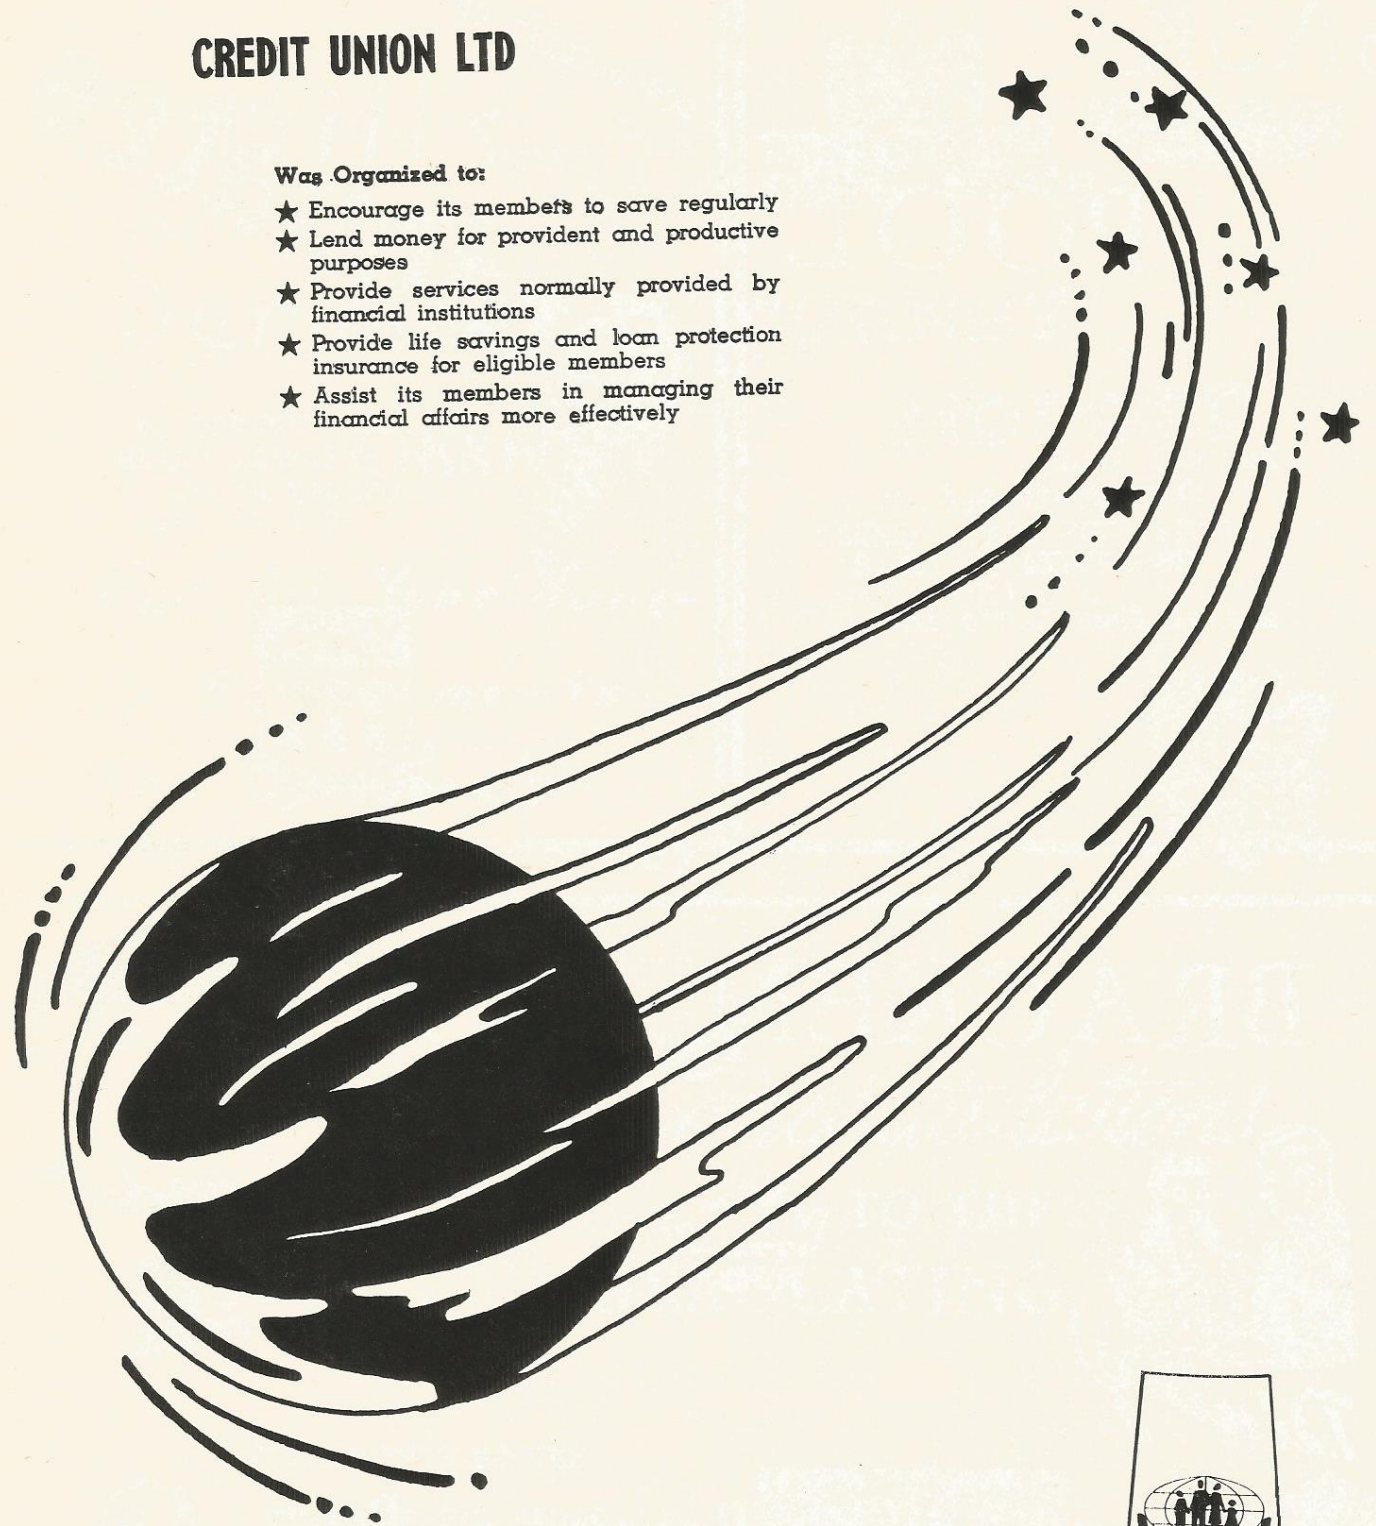 CREDIT UNION LTD
Was Organized to:
★ Encourage its members to save regularly
★ Lend money for provident and productive
purposes
★ Provide services normally provided by
financial institutions
★ Provide life savings and loan protection
insurance for eligible members
★ Assist its members in managing their
financial affairs more effectively